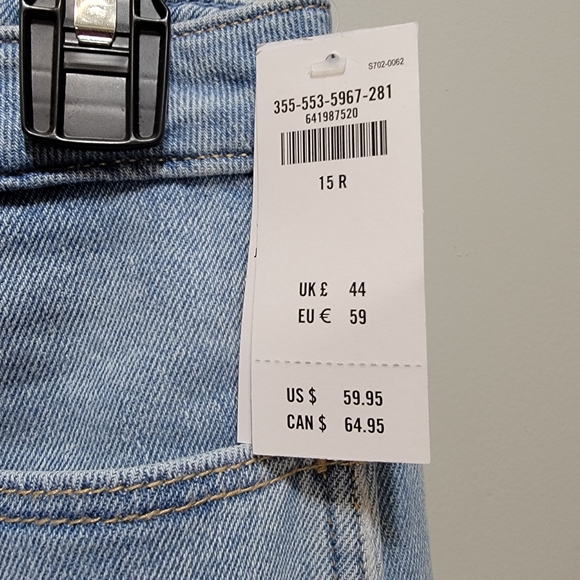 S702-0062
355-553-5967-281
641987520
15 R
UK £ 44
EU € 59
US $ 59.95
CAN $ 64.95